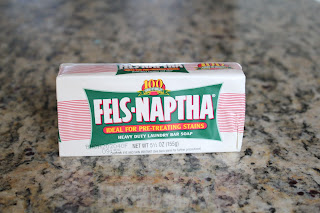 100
FELS-NAPTHA®
IDEAL FOR PRE-TREATING STAINS
HEAVY DUTY LAUNDRY BAR SOAP
NET WT 5½ OZ (155g)